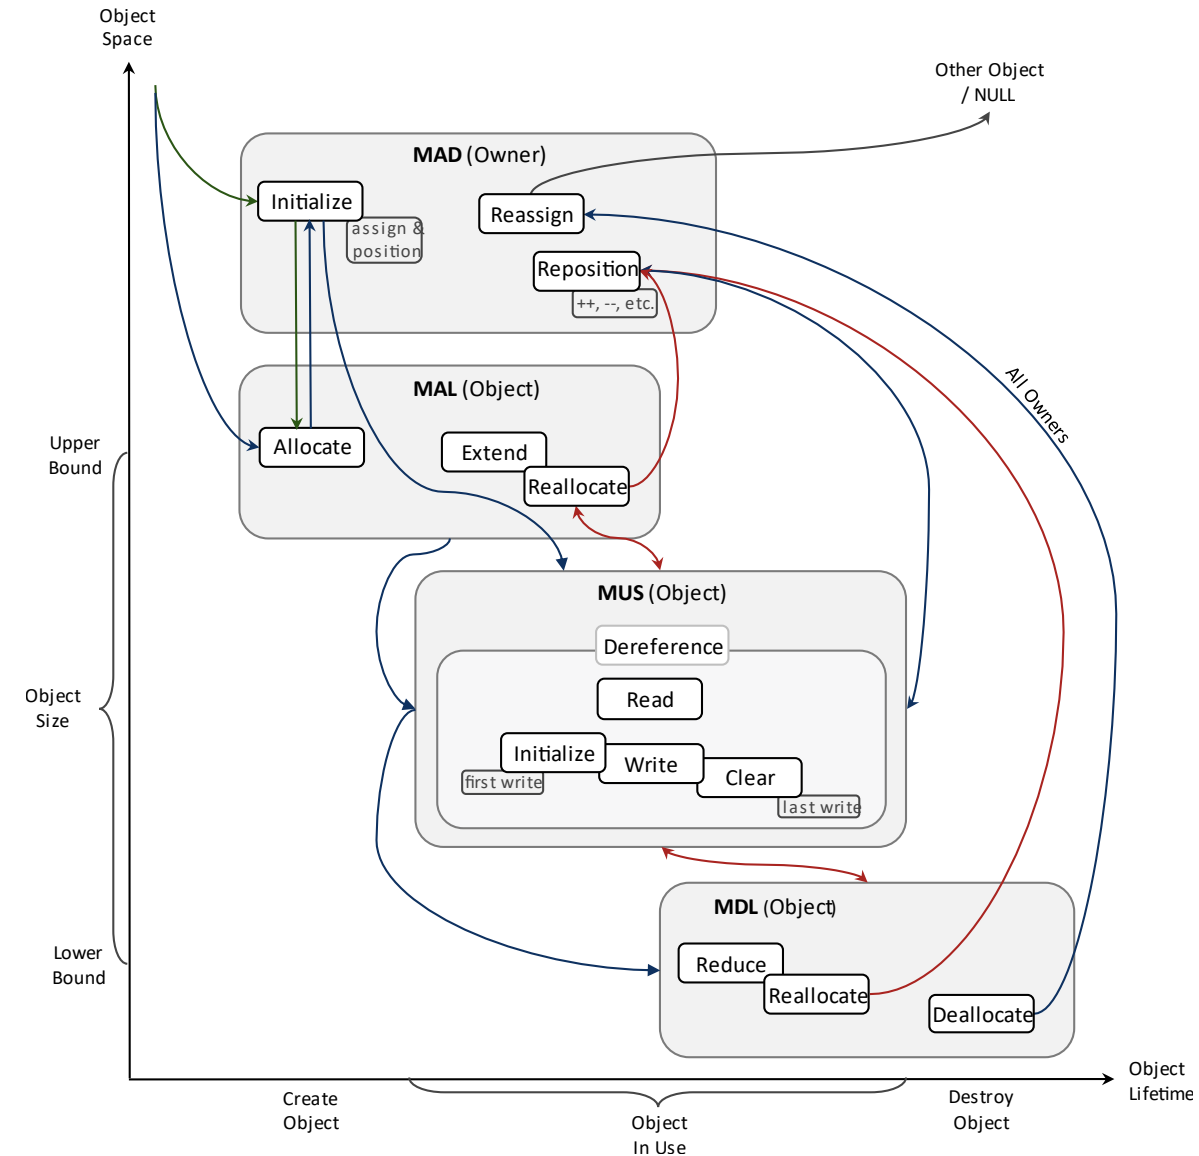 Object
Space
Other Object
/ NULL
MAD (Owner)
Initialize
assign &
position
Reassign
Reposition
++, --, etc.
All Owners
MAL (Object)
Upper
Bound
Allocate
Extend
Reallocate
MUS (Object)
Dereference
Read
Object
Size
Initialize
first write
Write
Clear
last write
MDL (Object)
Lower
Bound
Reduce
Reallocate
Deallocate
Object
Lifetime
Create
Object
Object
In Use
Destroy
Object